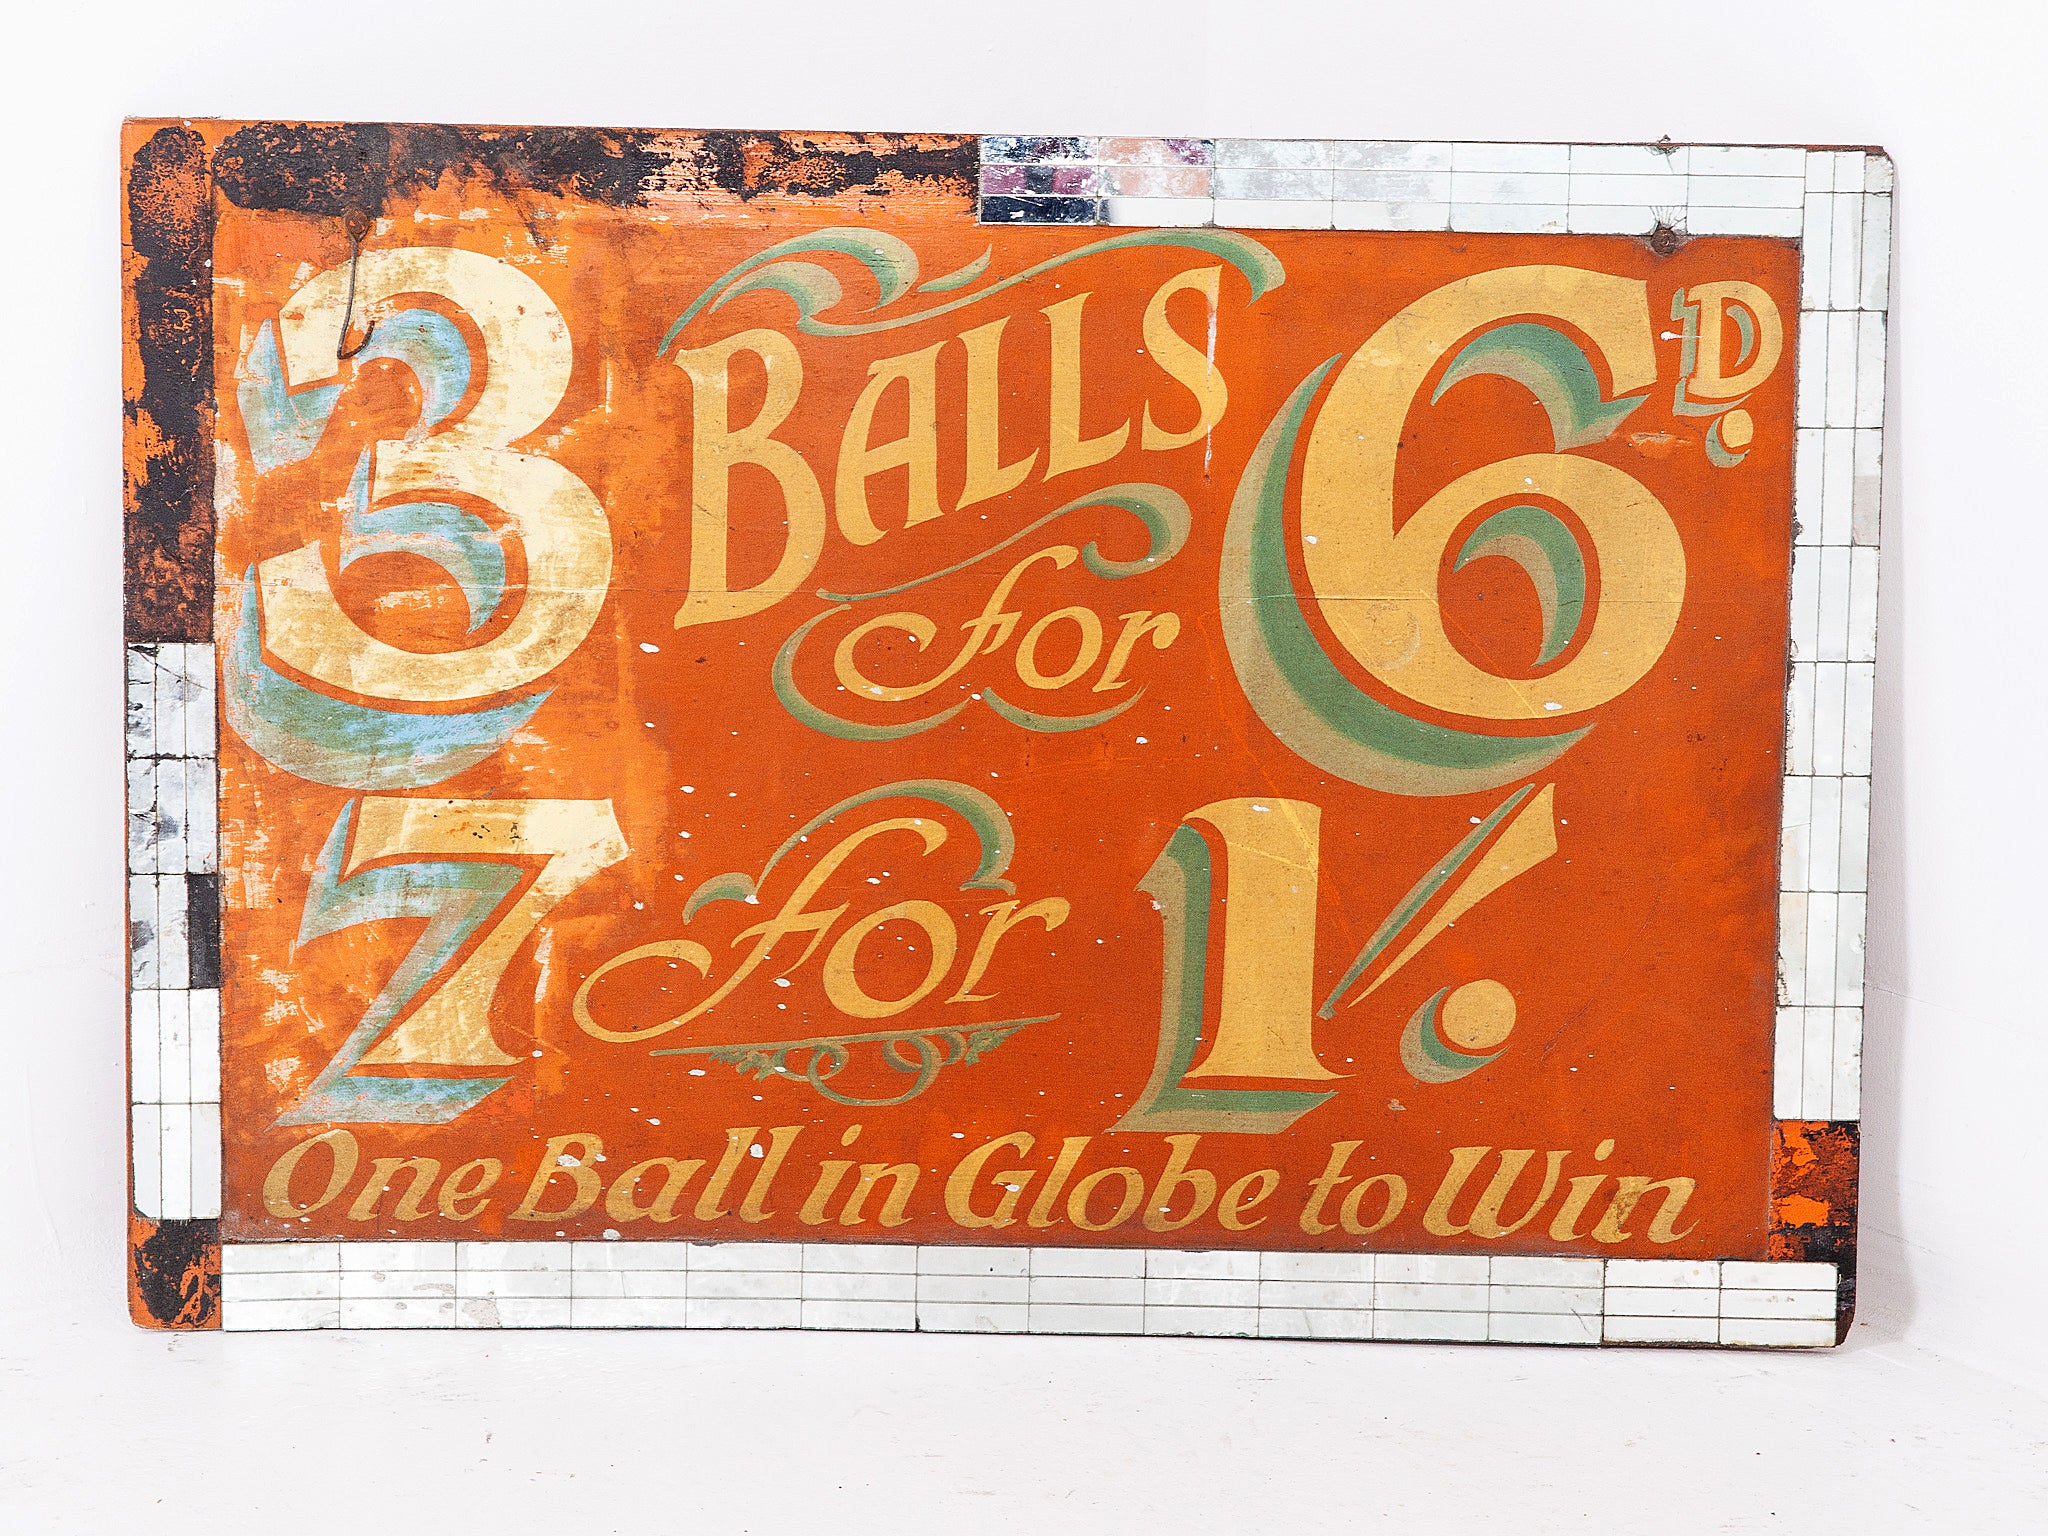 3 BALLS for 6D.
7 for 1/.
One Ball in Globe to Win